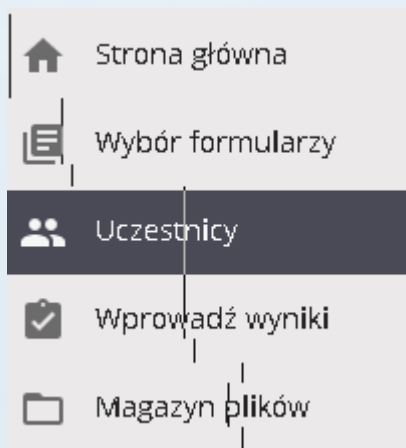 Strona główna
Wybór formularzy
Uczestnicy
Wprowadź wyniki
Magazyn plików